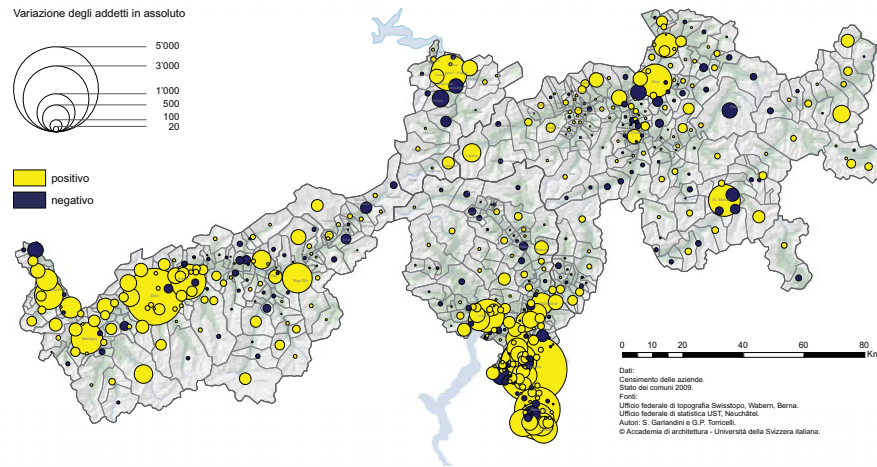 Variazione degli addetti in assoluto
5'000
3'000
1'000
500
100
20
positivo
negativo
0 20 40 60 80
Km
Dati:
Censimento delle aziende.
Stato dei comuni 2009.
Fonti:
Ufficio federale di topografia Swisstopo, Wabern, Berna.
Ufficio federale di statistica UST, Neuchâtel.
Autori: S. Garlandini e G.P. Torricelli.
© Accademia di architettura - Università della Svizzera italiana.